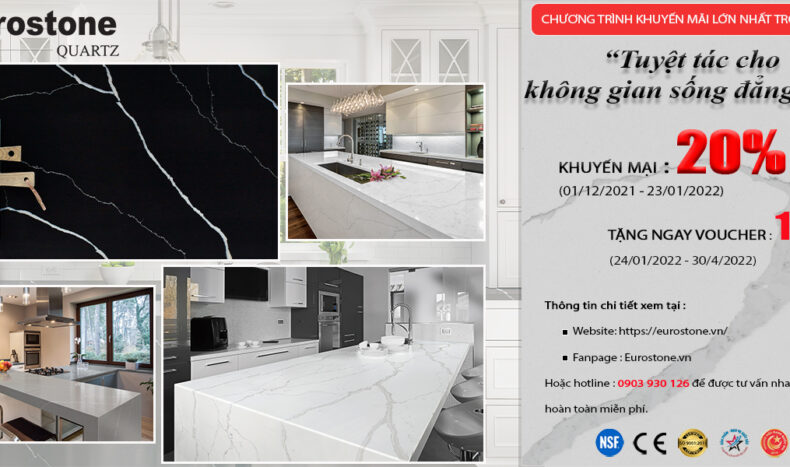 rostone
QUARTZ
CHƯƠNG TRÌNH KHUYẾN MÃI LỚN NHẤT
“Tuyệt tác cho
không gian sống đẳng
KHUYẾN MẠI : 20%
(01/12/2021 - 23/01/2022)
TẶNG NGAY VOUCHER : 1
(24/01/2022 - 30/4/2022)
Thông tin chi tiết xem tại :
Website: https://eurostone.vn/
Fanpage : Eurostone.vn
Hoặc hotline : 0903 930 126 để được tư vấn
hoàn toàn miễn phí.
NSF
CE
ISO 9001: